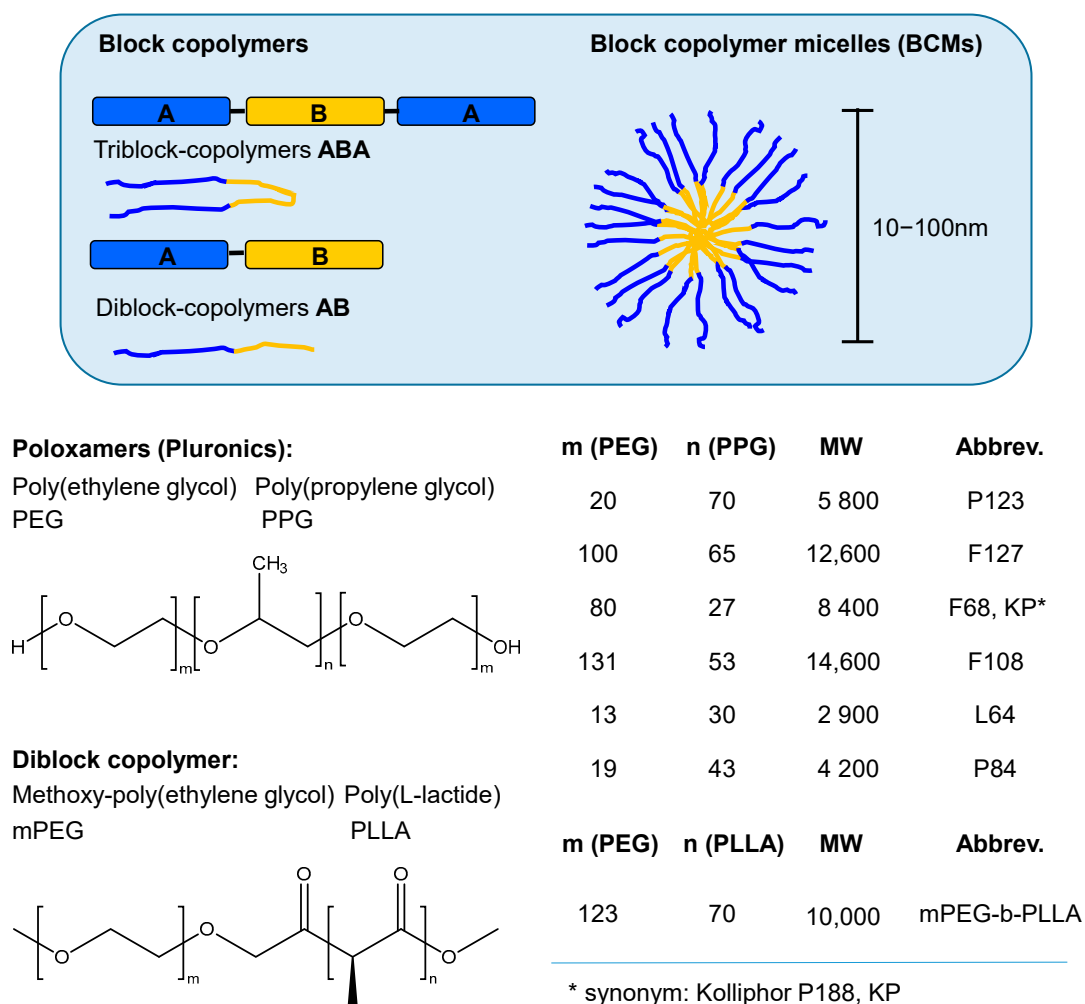 Block copolymers
Block copolymer micelles (BCMs)
A B A
Triblock-copolymers ABA
A B
Diblock-copolymers AB
10−100nm
Poloxamers (Pluronics):
Poly(ethylene glycol) Poly(propylene glycol)
PEG PPG
CH3
H O O O OH
m n m
m (PEG) n (PPG) MW Abbrev.
20 70 5 800 P123
100 65 12,600 F127
80 27 8 400 F68, KP*
131 53 14,600 F108
13 30 2 900 L64
19 43 4 200 P84
Diblock copolymer:
Methoxy-poly(ethylene glycol) Poly(L-lactide)
mPEG PLLA
O O
O O O
m n
m (PEG) n (PLLA) MW Abbrev.
123 70 10,000 mPEG-b-PLLA
* synonym: Kolliphor P188, KP